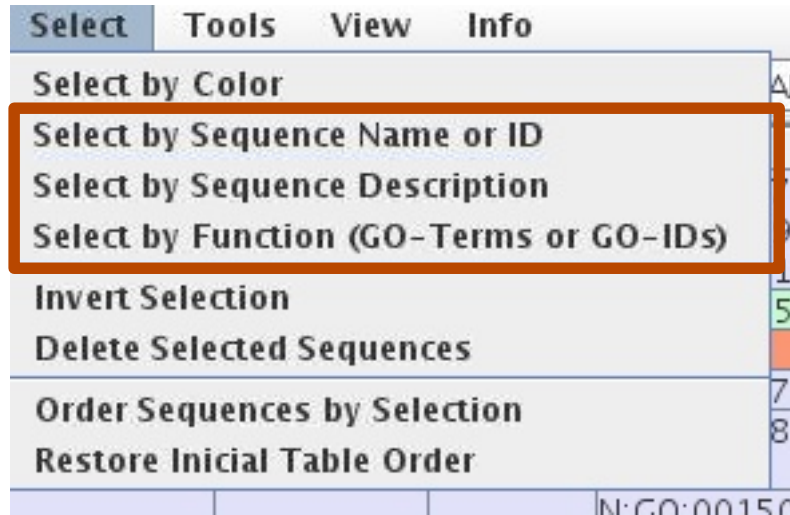 Select Tools View Info
Select by Color
Select by Sequence Name or ID
Select by Sequence Description
Select by Function (GO-Terms or GO-IDs)
Invert Selection
Delete Selected Sequences
Order Sequences by Selection
Restore Inicial Table Order